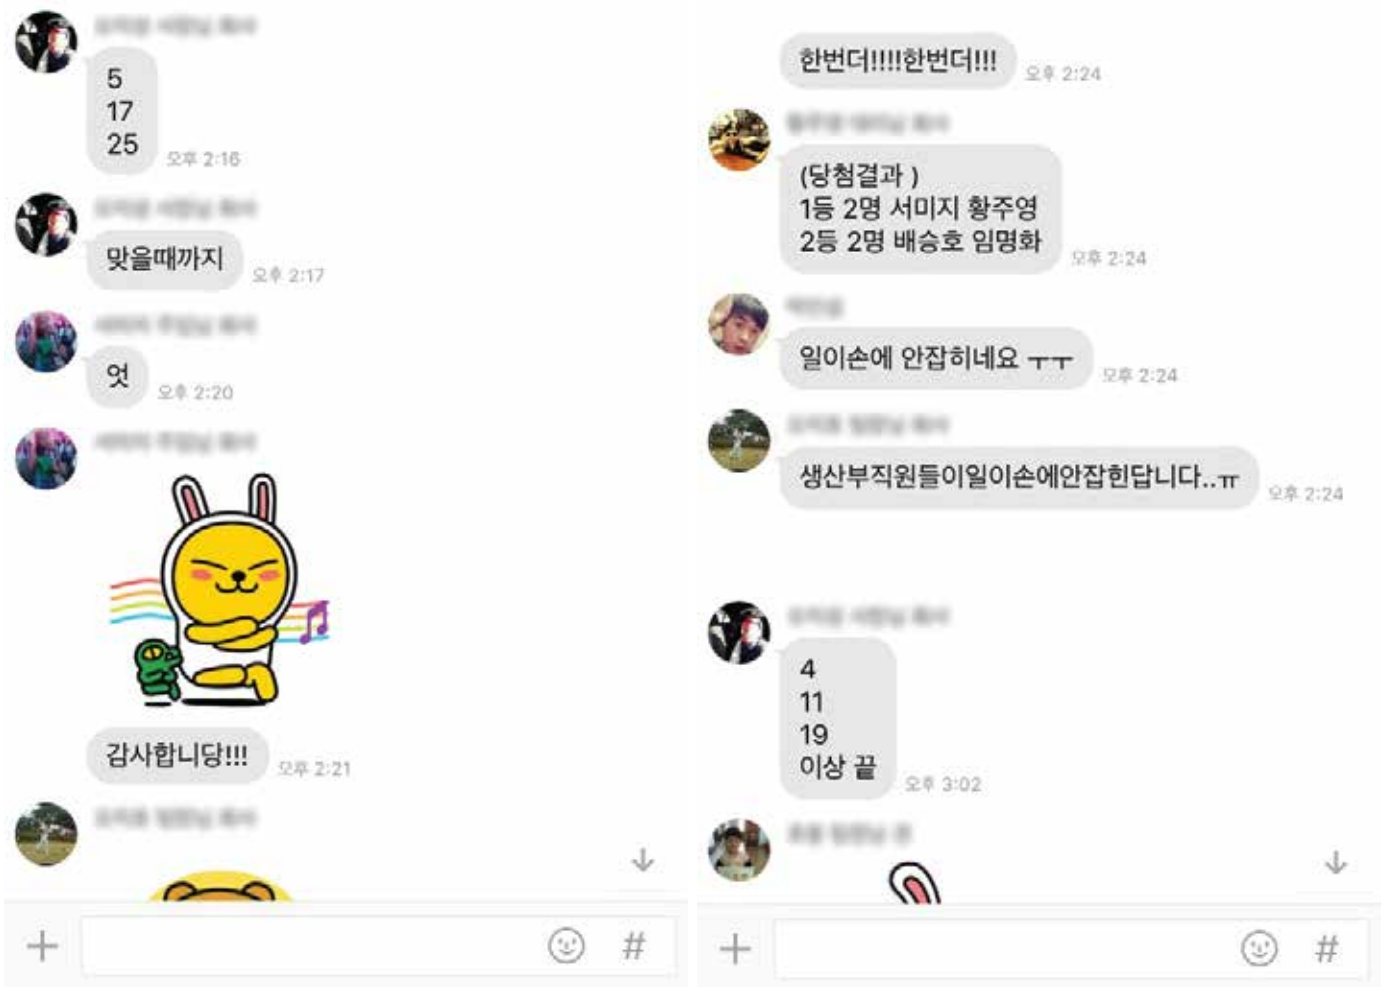 5
17
25
오후 2:16
맞을때까지
오후 2:17
엇
오후 2:20
감사합니당!!!
오후 2:21
#
한번더!!!!한번더!!!
오후 2:24
(당첨결과 )
1등 2명 서미지 황주영
2등 2명 배승호 임명화
오후 2:24
일이손에 안잡히네요 ㅜㅜ
오후 2:24
생산부직원들이일이손에안잡힌답니다..ㅠ
오후 2:24
4
11
19
이상 끝
오후 3:02
#